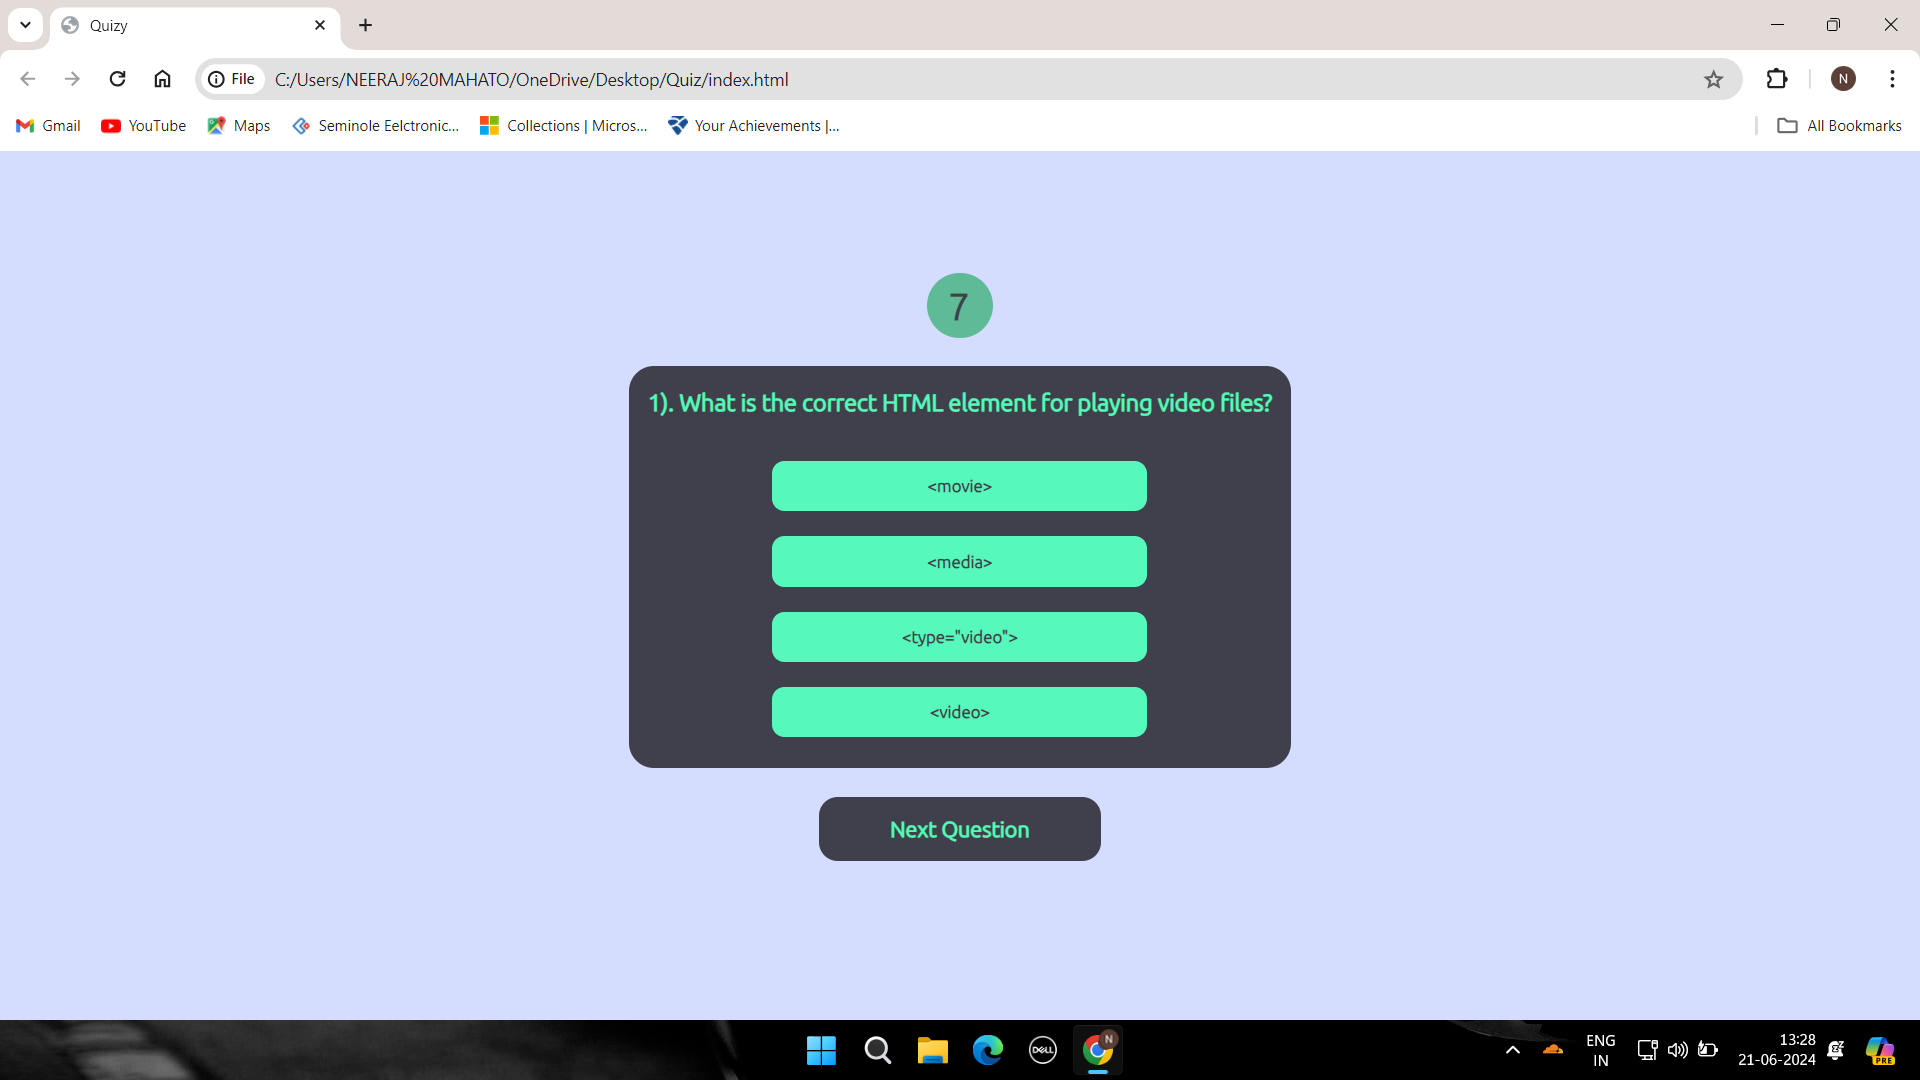 Quizy
File
C:/Users/NEERAJ%20MAHATO/OneDrive/Desktop/Quiz/index.html
N
Gmail
YouTube
Maps
Seminole Eelctronic...
Collections | Micros...
Your Achievements |...
All Bookmarks
7
1). What is the correct HTML element for playing video files?
<movie>
<media>
<type="video">
<video>
Next Question
DELL
N
ENG
IN
13:28
21-06-2024
PRE